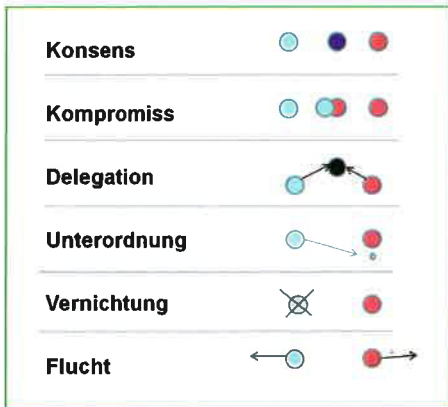 Konsens
Kompromiss
Delegation
Unterordnung
Vernichtung
Flucht